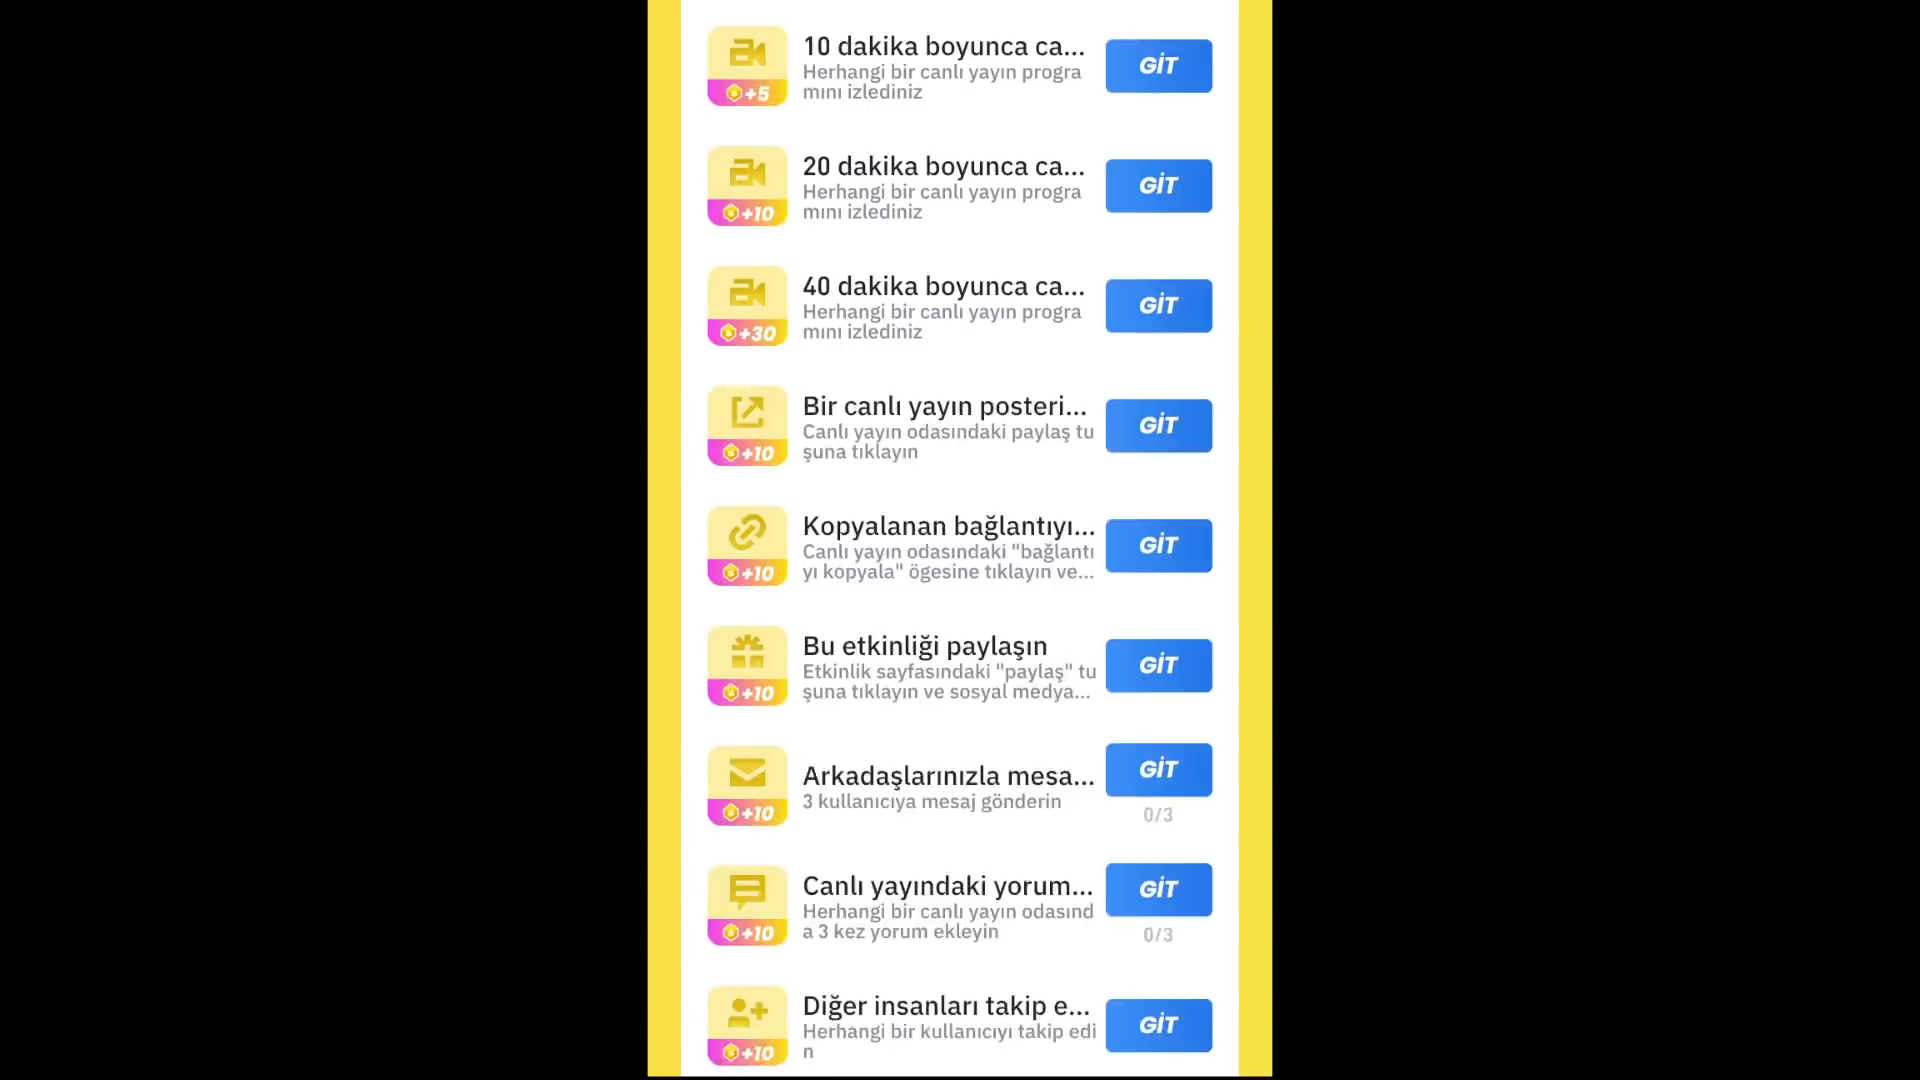 10 dakika boyunca ca...
Herhangi bir canlı yayın progra
mını izlediniz
+5
GİT
20 dakika boyunca ca...
Herhangi bir canlı yayın progra
mını izlediniz
+10
GİT
40 dakika boyunca ca...
Herhangi bir canlı yayın progra
mını izlediniz
+30
GİT
Bir canlı yayın posteri...
Canlı yayın odasındaki paylaş tu
şuna tıklayın
+10
GİT
Kopyalanan bağlantıyı...
Canlı yayın odasındaki "bağlantı
yı kopyala" ögesine tıklayın ve...
+10
GİT
Bu etkinliği paylaşın
Etkinlik sayfasındaki "paylaş" tu
şuna tıklayın ve sosyal medya...
+10
GİT
Arkadaşlarınızla mesa...
3 kullanıcıya mesaj gönderin
+10
GİT
0/3
Canlı yayındaki yorum...
Herhangi bir canlı yayın odasınd
a 3 kez yorum ekleyin
+10
GİT
0/3
Diğer insanları takip e...
Herhangi bir kullanıcıyı takip edi
n
+10
GİT